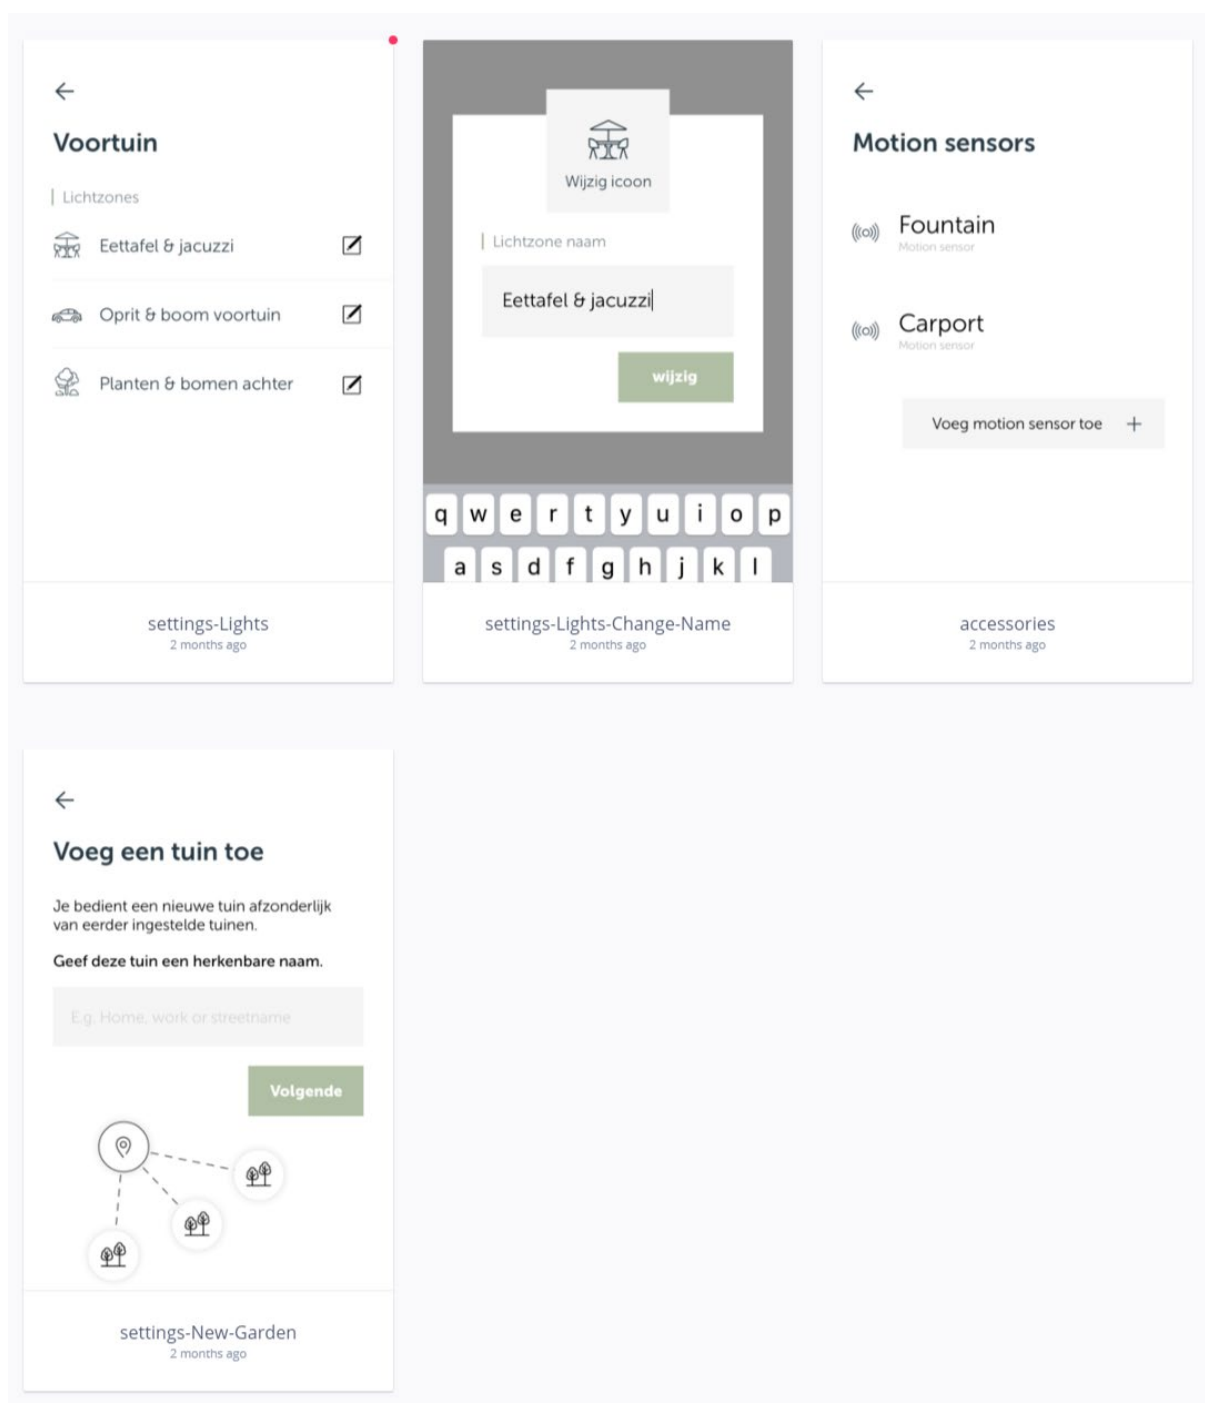 Voortuin
Lichtzones
Eettafel & jacuzzi
Oprit & boom voortuin
Planten & bomen achter
settings-Lights
2 months ago
Wijzig icoon
Lichtzone naam
Eettafel & jacuzzi
wijzig
q w e r t y u i o p
a s d f g h j k l
settings-Lights-Change-Name
2 months ago
Motion sensors
Fountain
Motion sensor
Carport
Motion sensor
Voeg motion sensor toe +
accessories
2 months ago
Voeg een tuin toe
Je bedient een nieuwe tuin afzonderlijk
van eerder ingestelde tuinen.
Geef deze tuin een herkenbare naam.
E.g. Home, work or streetname
Volgende
settings-New-Garden
2 months ago